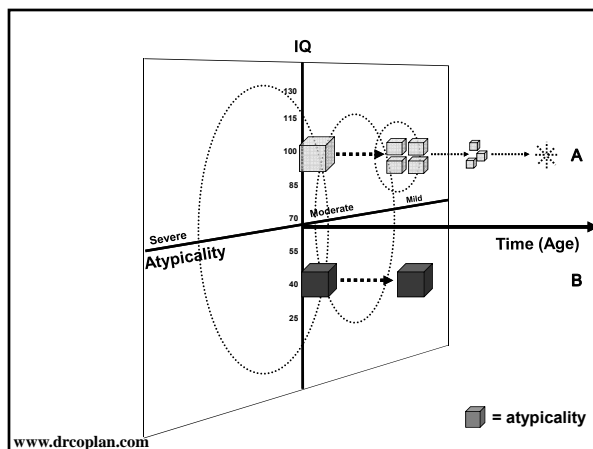 IQ
130
115
100
A
85
Mild
Moderate
70
Severe
Time (Age)
Atypicality
55
B
40
25
= atypicality
www.drcoplan.com